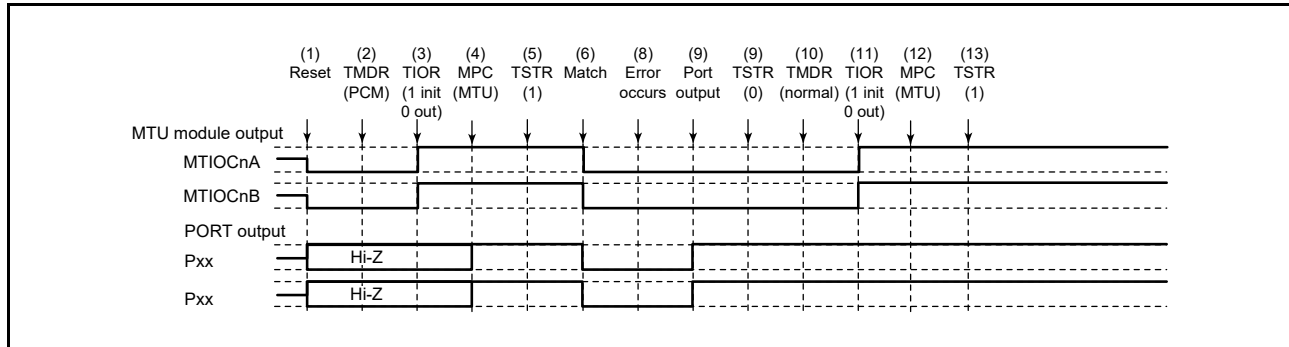 (1) (2) (3) (4) (5) (6) (8) (9) (9) (10) (11) (12) (13)
Reset TMDR TIOR MPC TSTR Match Error Port TSTR TMDR TIOR MPC TSTR
(PCM) (1 init (MTU) (1) occurs output (0) (normal) (1 init (MTU) (1)
0 out) 0 out)
MTU module output
MTIOCnA
MTIOCnB
PORT output
Pxx Hi-Z
Pxx Hi-Z